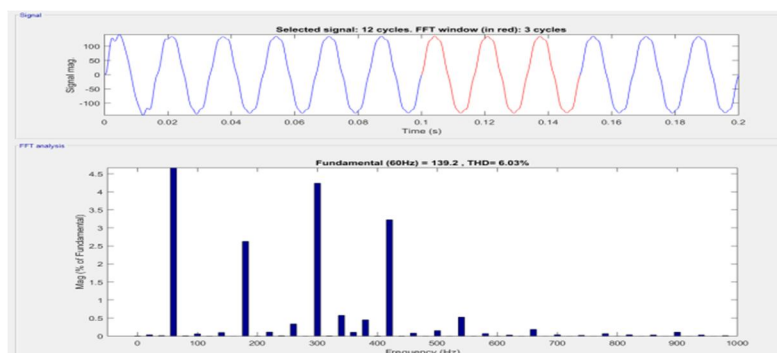 Signal
Selected signal: 12 cycles. FFT window (in red): 3 cycles
Signal mag.
100
50
0
-50
-100
0 0.02 0.04 0.06 0.08 0.1 0.12 0.14 0.16 0.18 0.2
Time (s)
FFT analysis
Fundamental (60Hz) = 139.2 , THD= 6.03%
Mag (% of Fundamental)
4.5
4
3.5
3
2.5
2
1.5
1
0.5
0
0 100 200 300 400 500 600 700 800 900 1000
Frequency (Hz)